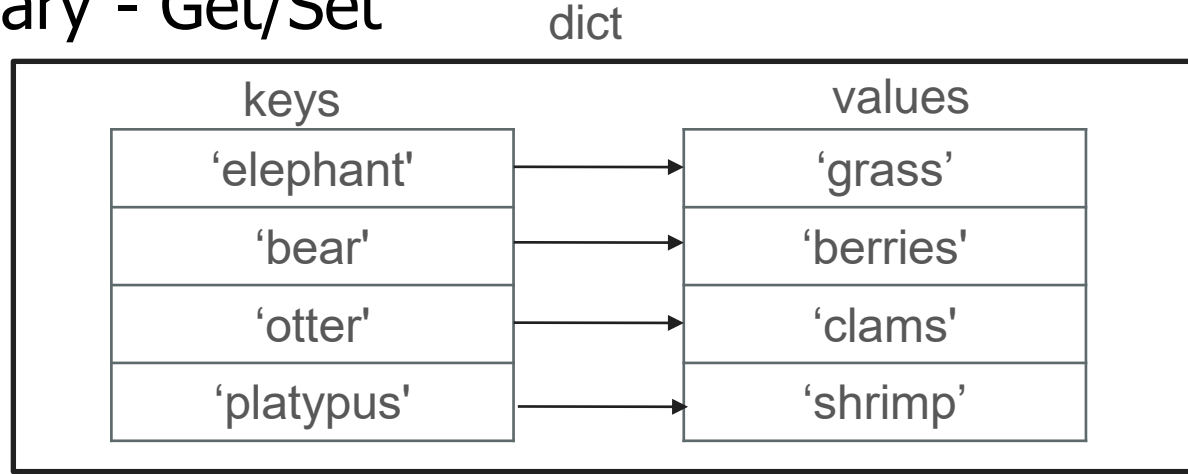 ary - Get/Set
dict
keys values
‘elephant' ‘grass’
‘bear' ‘berries'
‘otter' ‘clams'
‘platypus' ‘shrimp’